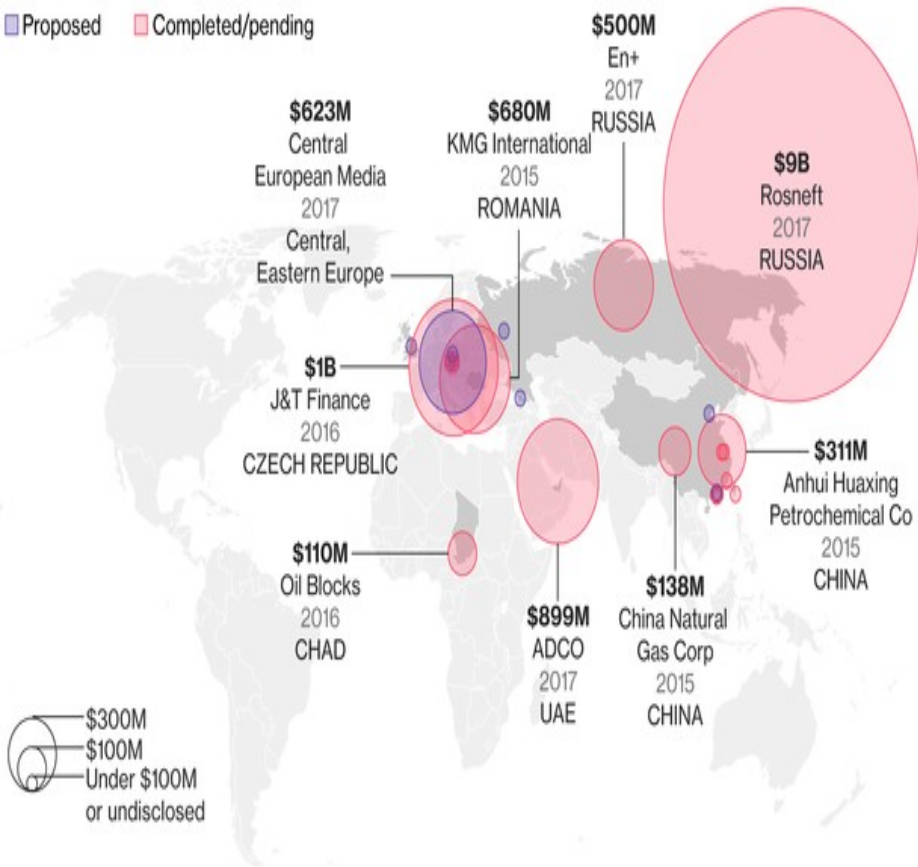 Proposed
Completed/pending
$500M
En+
2017
RUSSIA
$623M
Central
European Media
2017
Central,
Eastern Europe
$680M
KMG International
2015
ROMANIA
$9B
Rosneft
2017
RUSSIA
$1B
J&T Finance
2016
CZECH REPUBLIC
$311M
Anhui Huaxing
Petrochemical Co
2015
CHINA
$110M
Oil Blocks
2016
CHAD
$899M
ADCO
2017
UAE
$138M
China Natural
Gas Corp
2015
CHINA
$300M
$100M
Under $100M
or undisclosed